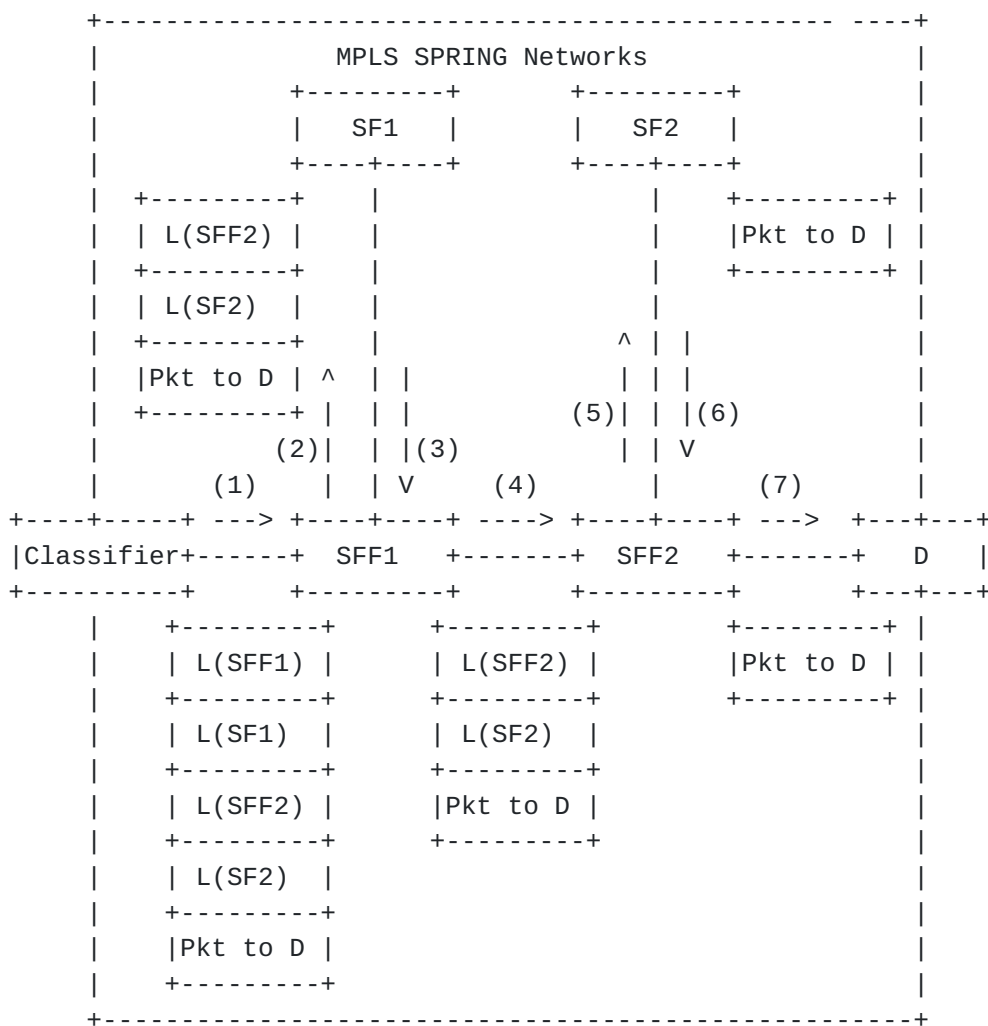 MPLS SPRING Networks
SF1 SF2
L(SFF2) Pkt to D
L(SF2)
^
Pkt to D ^
(5) (6)
(2) (3) V
(1) V (4) (7)
---> ----> --->
Classifier SFF1 SFF2 D
L(SFF1) L(SFF2) Pkt to D
L(SF1) L(SF2)
L(SFF2) Pkt to D
L(SF2)
Pkt to D